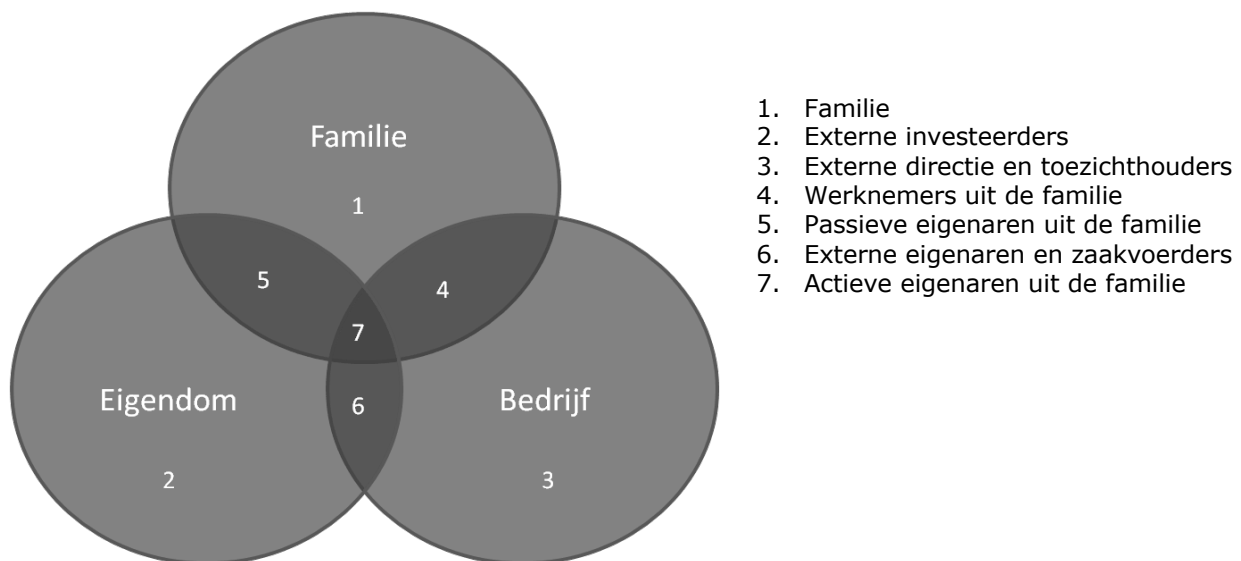 Familie
1
5
4
7
Eigendom
6
Bedrijf
2
3
1. Familie
2. Externe investeerders
3. Externe directie en toezichthouders
4. Werknemers uit de familie
5. Passieve eigenaren uit de familie
6. Externe eigenaren en zaakvoerders
7. Actieve eigenaren uit de familie